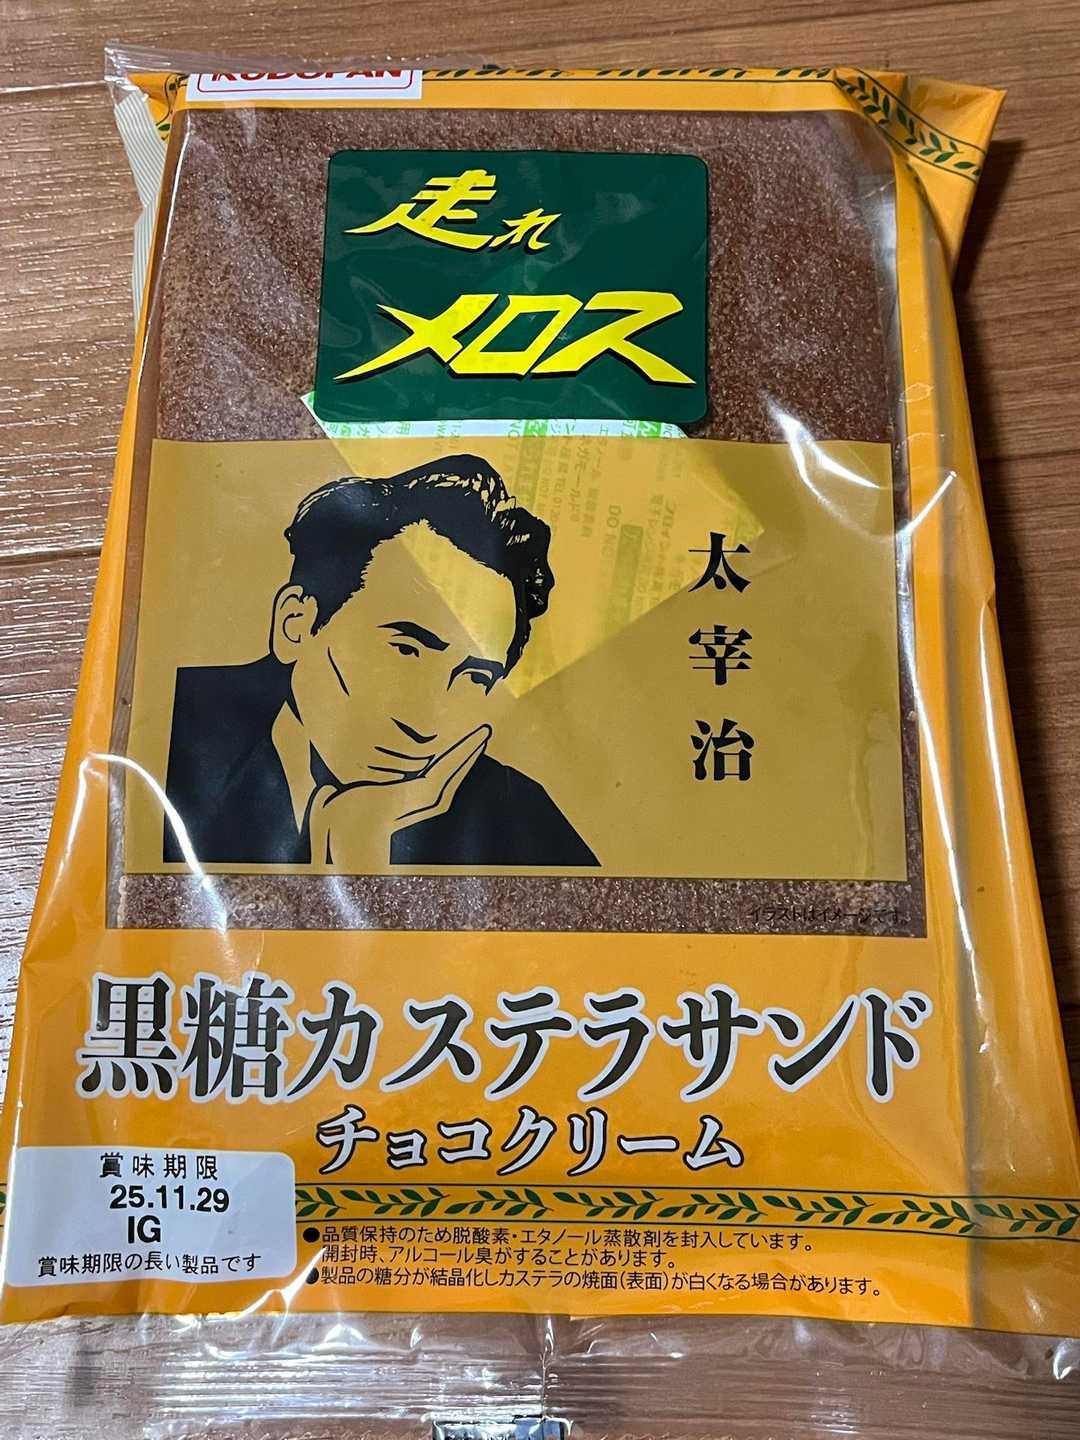 KUDOPAN
走れ
メロス
太宰治
イラストはイメージです。
黒糖カステラサンド
チョコクリーム
賞味期限
25.11.29
IG
賞味期限の長い製品です
●品質保持のため脱酸素・エタノール蒸散剤を封入しています。
開封時、アルコール臭がすることがあります。
●製品の糖分が結晶化しカステラの焼面(表面)が白くなる場合があります。